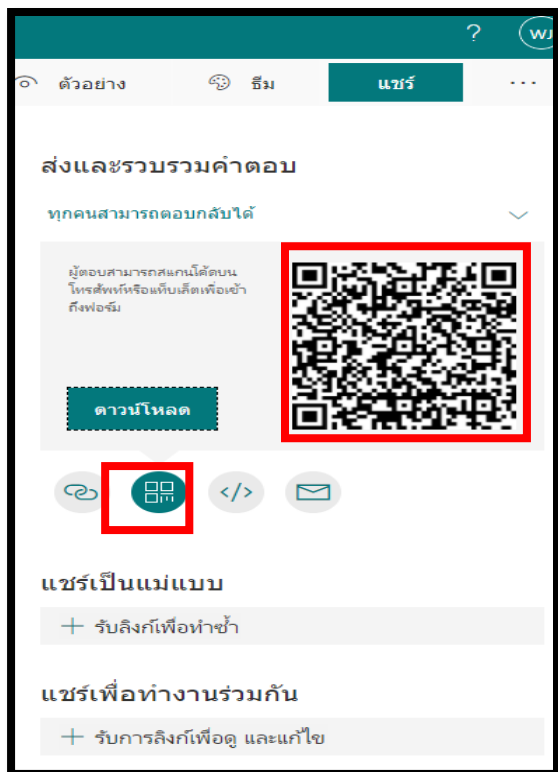 ? พม
ตัวอย่าง ธีม แชร์ ...
ส่งและรวบรวมคำตอบ
ทุกคนสามารถตอบกลับได้
ผู้ตอบสามารถสแกนโค้ดบน
โทรศัพท์หรือแท็บเล็ตเพื่อเข้า
ถึงฟอร์ม
ดาวน์โหลด
</>
แชร์เป็นแม่แบบ
+ รับลิงก์เพื่อทำซ้ำ
แชร์เพื่อทำงานร่วมกัน
+ รับการลิงก์เพื่อดู และแก้ไข